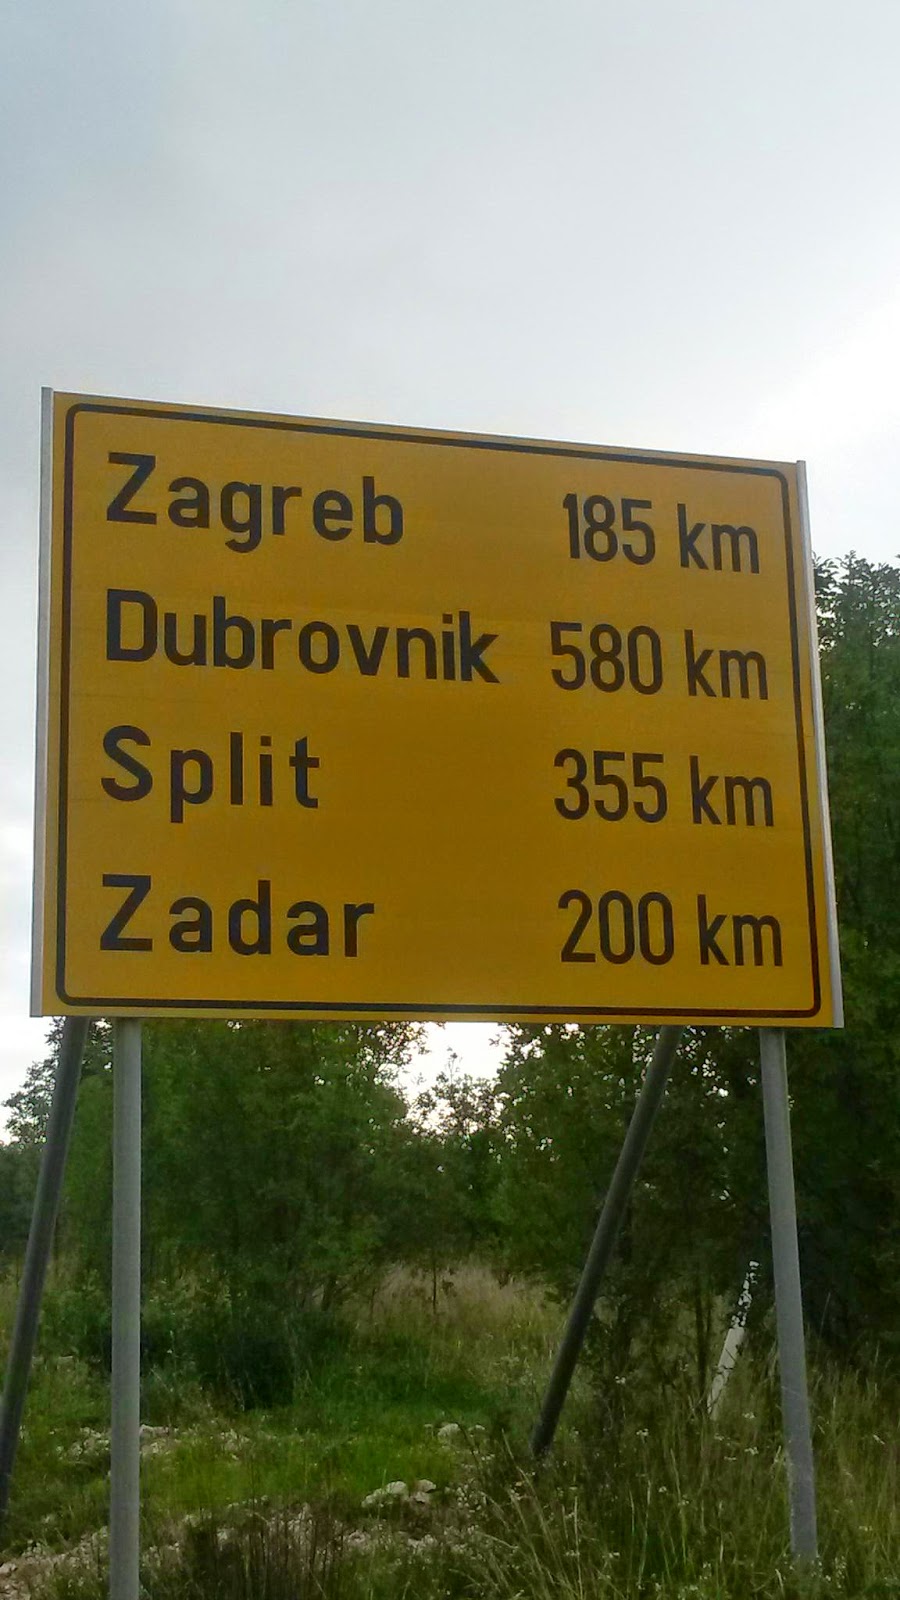 Zagreb 185 km
Dubrovnik 580 km
Split 355 km
Zadar 200 km